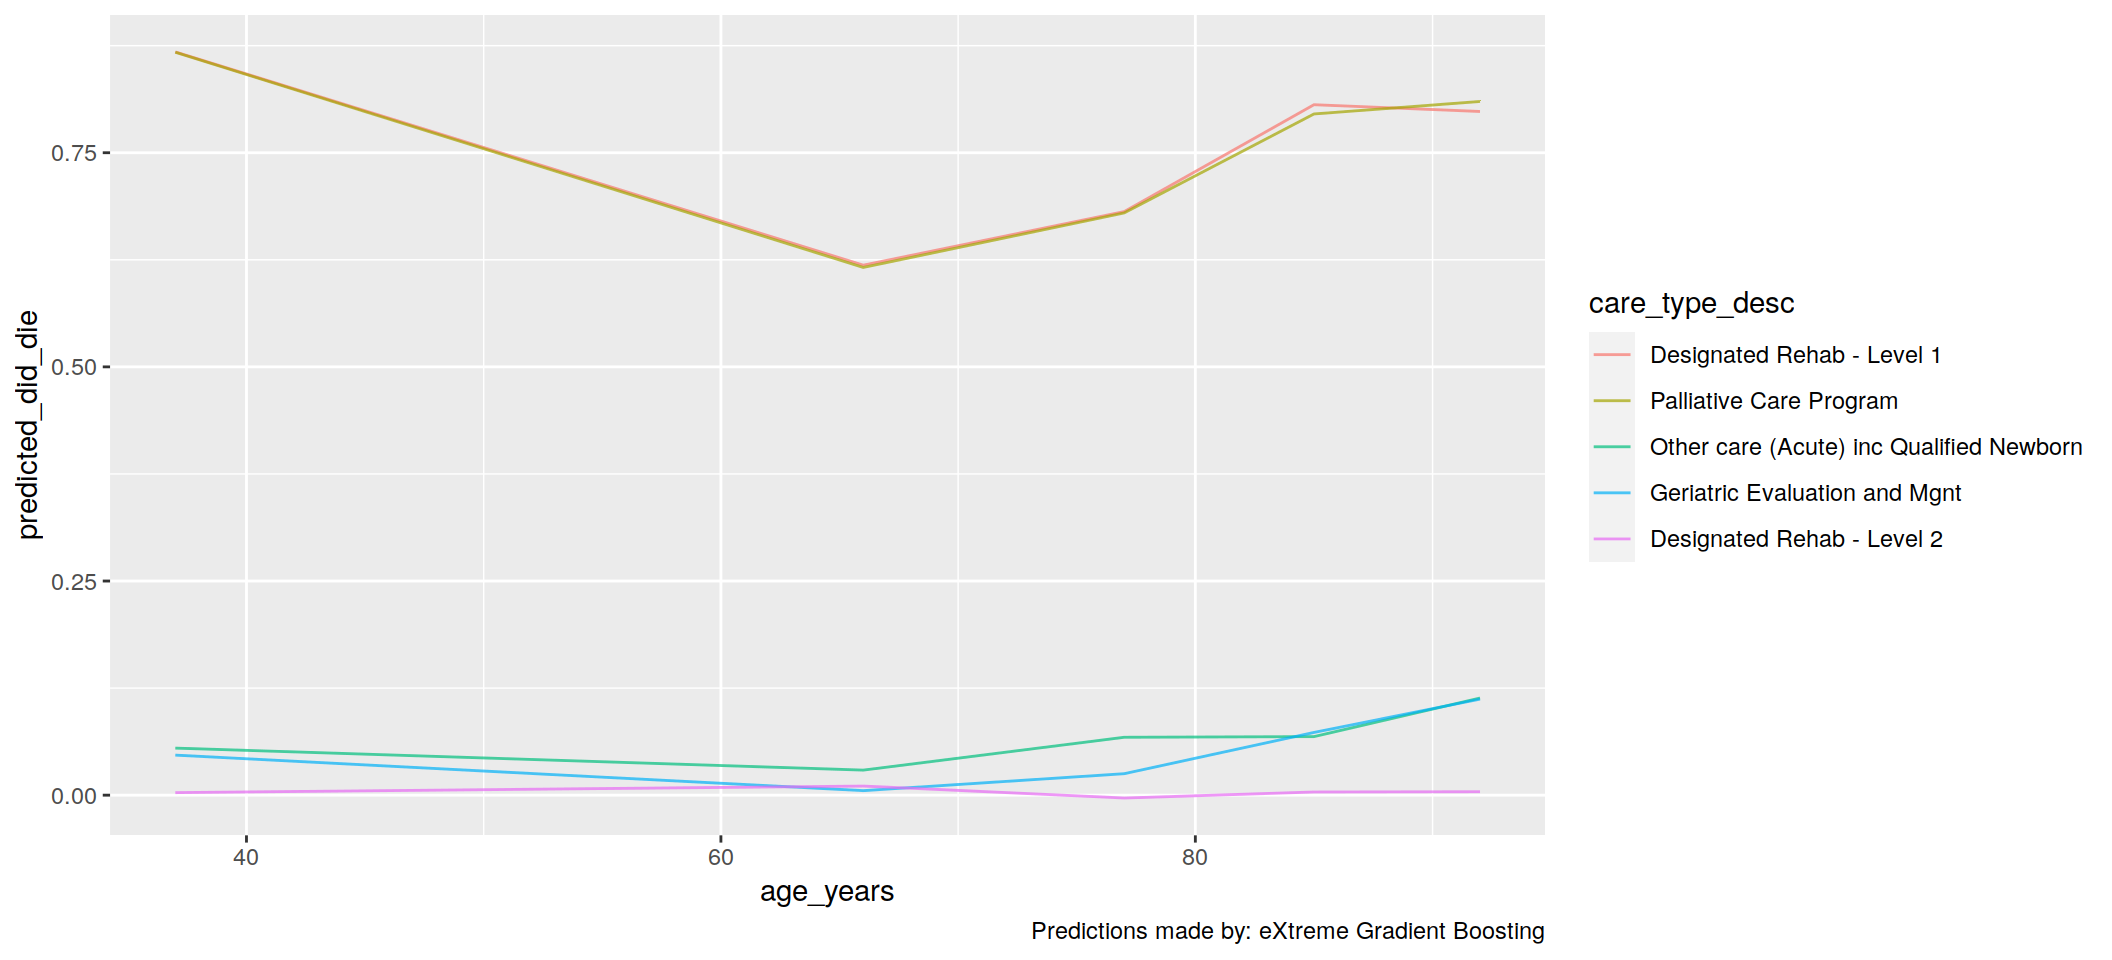 predicted_did_die
0.75
0.50
0.25
0.00
40
60
80
age_years
care_type_desc
Designated Rehab - Level 1
Palliative Care Program
Other care (Acute) inc Qualified Newborn
Geriatric Evaluation and Mgnt
Designated Rehab - Level 2
Predictions made by: eXtreme Gradient Boosting